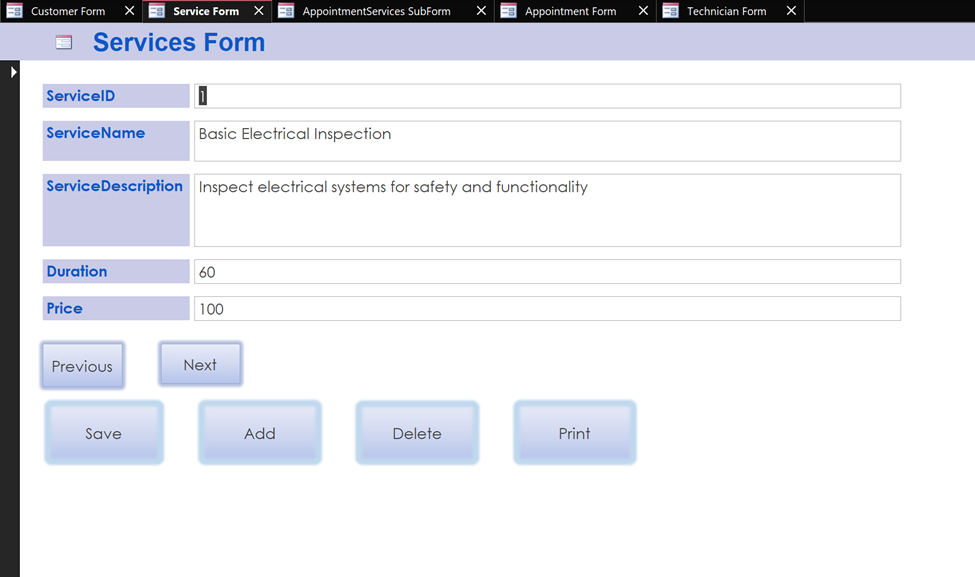 Customer Form
Service Form
AppointmentServices SubForm
Appointment Form
Technician Form
Services Form
ServiceID
1
ServiceName
Basic Electrical Inspection
ServiceDescription
Inspect electrical systems for safety and functionality
Duration
60
Price
100
Previous
Next
Save
Add
Delete
Print